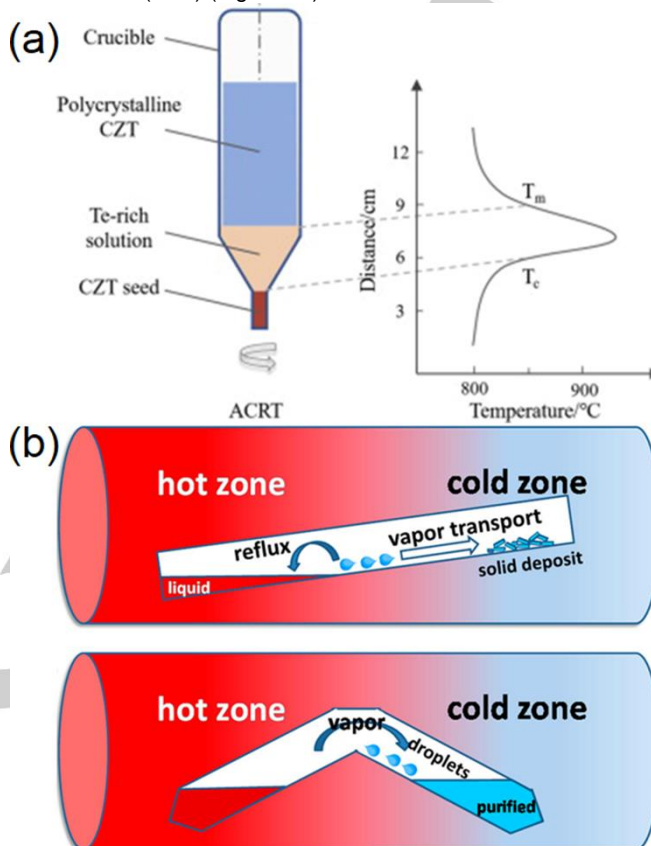 (a)
Crucible
Polycrystalline
CZT
Te-rich
solution
CZT seed
ACRT
Distance/cm
12
9
6
3
Tm
Tc
800
900
Temperature/°C
(b)
hot zone
cold zone
reflux
vapor transport
liquid
solid deposit
hot zone
cold zone
vapor
droplets
purified